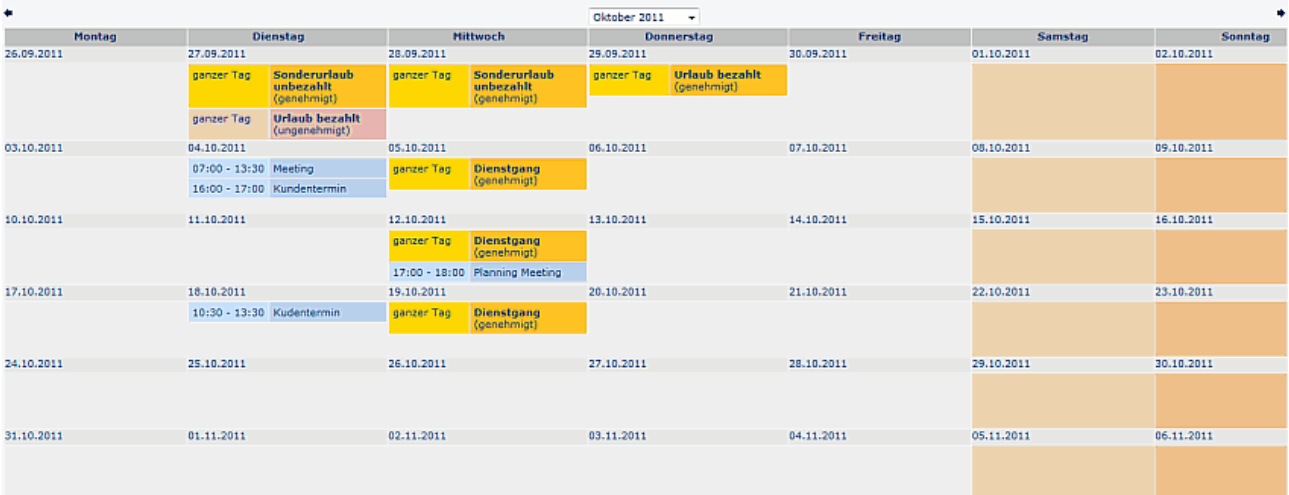 Oktober 2011
Montag Dienstag Mittwoch Donnerstag Freitag Samstag Sonntag
26.09.2011 27.09.2011 28.09.2011 29.09.2011 30.09.2011 01.10.2011 02.10.2011
ganzer Tag Sonderurlaub ganzer Tag Sonderurlaub ganzer Tag Urlaub bezahlt
unbezahlt unbezahlt (genehmigt)
(genehmigt) (genehmigt)
ganzer Tag Urlaub bezahlt
(ungenehmigt)
03.10.2011 04.10.2011 05.10.2011 06.10.2011 07.10.2011 08.10.2011 09.10.2011
07:00 - 13:30 Meeting ganzer Tag Dienstgang
(genehmigt)
16:00 - 17:00 Kundentermin
10.10.2011 11.10.2011 12.10.2011 13.10.2011 14.10.2011 15.10.2011 16.10.2011
ganzer Tag Dienstgang
(genehmigt)
17:00 - 18:00 Planning Meeting
17.10.2011 18.10.2011 19.10.2011 20.10.2011 21.10.2011 22.10.2011 23.10.2011
10:30 - 13:30 Kudentermin ganzer Tag Dienstgang
(genehmigt)
24.10.2011 25.10.2011 26.10.2011 27.10.2011 28.10.2011 29.10.2011 30.10.2011
31.10.2011 01.11.2011 02.11.2011 03.11.2011 04.11.2011 05.11.2011 06.11.2011